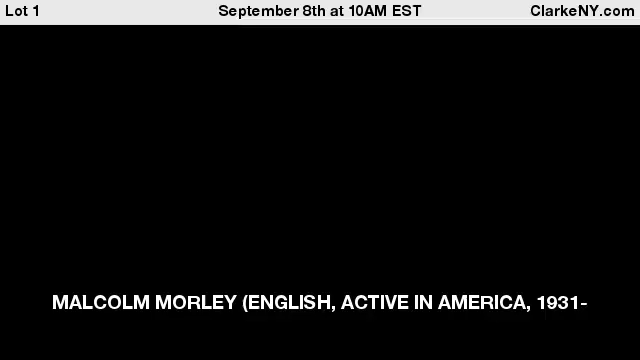 Lot 1 September 8th at 10AM EST ClarkeNY.com
MALCOLM MORLEY (ENGLISH, ACTIVE IN AMERICA, 1931-